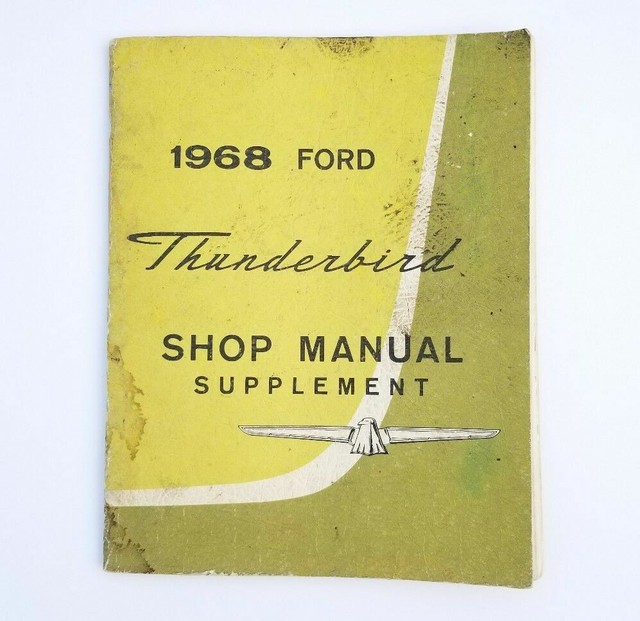 1968 FORD
Thunderbird
SHOP MANUAL
SUPPLEMENT